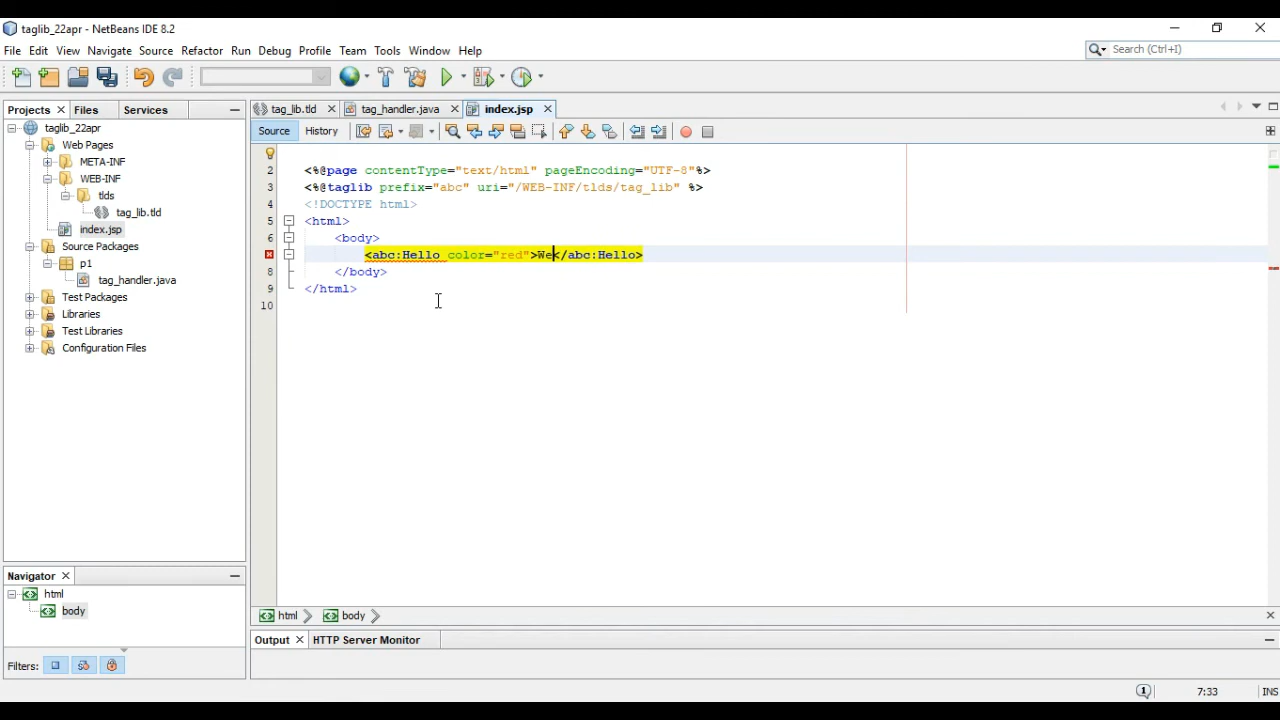 taglib_22apr - NetBeans IDE 8.2
File Edit View Navigate Source Refactor Run Debug Profile Team Tools Window Help
Search (Ctrl+I)
Projects Files Services
tag_lib.tld tag_handler.java index.jsp
Source History
taglib_22apr
Web Pages
META-INF
WEB-INF
tlds
tag_lib.tld
index.jsp
Source Packages
p1
tag_handler.java
Test Packages
Libraries
Test Libraries
Configuration Files
2 <%@page contentType="text/html" pageEncoding="UTF-8"%>
3 <%@taglib prefix="abc" uri="/WEB-INF/tlds/tag_lib" %>
4 <!DOCTYPE html>
5 <html>
6 <body>
<abc:Hello color="red">We</abc:Hello>
8 </body>
9 </html>
10
Navigator
html
body
Filters:
html body
Output HTTP Server Monitor
1 7:33 INS